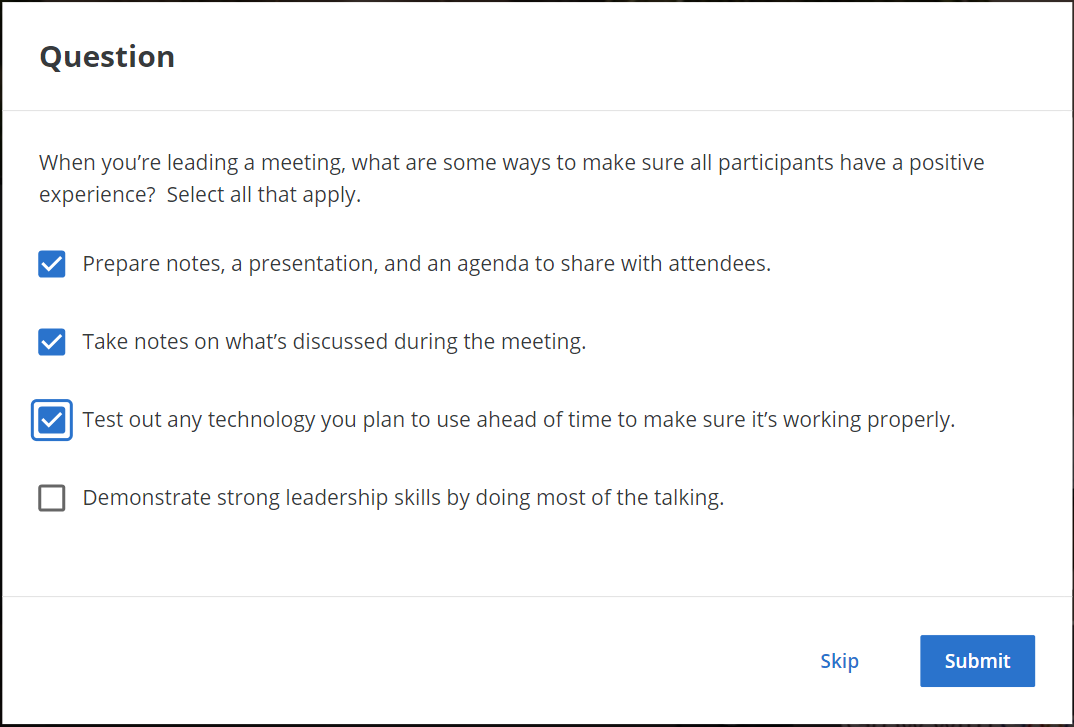 Question
When you’re leading a meeting, what are some ways to make sure all participants have a positive
experience?  Select all that apply.
Prepare notes, a presentation, and an agenda to share with attendees.
Take notes on what’s discussed during the meeting.
Test out any technology you plan to use ahead of time to make sure it’s working properly.
Demonstrate strong leadership skills by doing most of the talking.
Skip
Submit